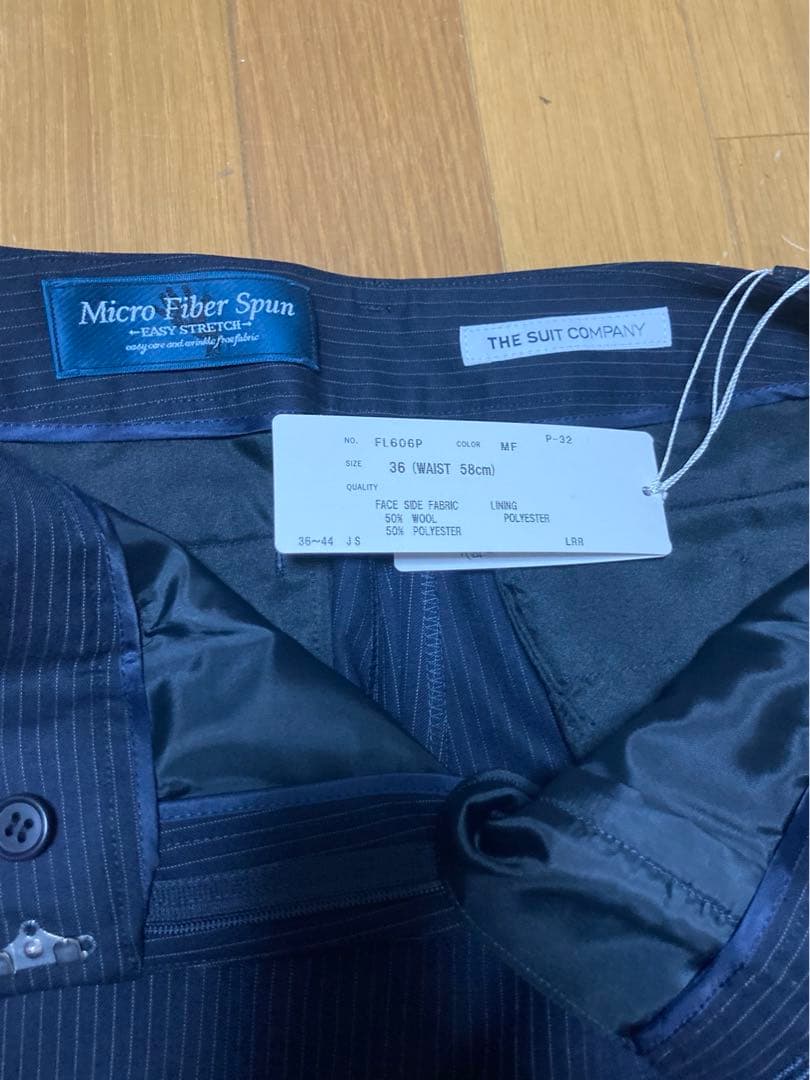 Micro Fiber Spun
←EASY STRETCH→
easy care and wrinkle free fabric
THE SUIT COMPANY
NO. FL606P COLOR MF P-32
SIZE 36 (WAIST 58cm)
QUALITY
FACE SIDE FABRIC LINING
50% WOOL POLYESTER
50% POLYESTER
36~44 JS LRR